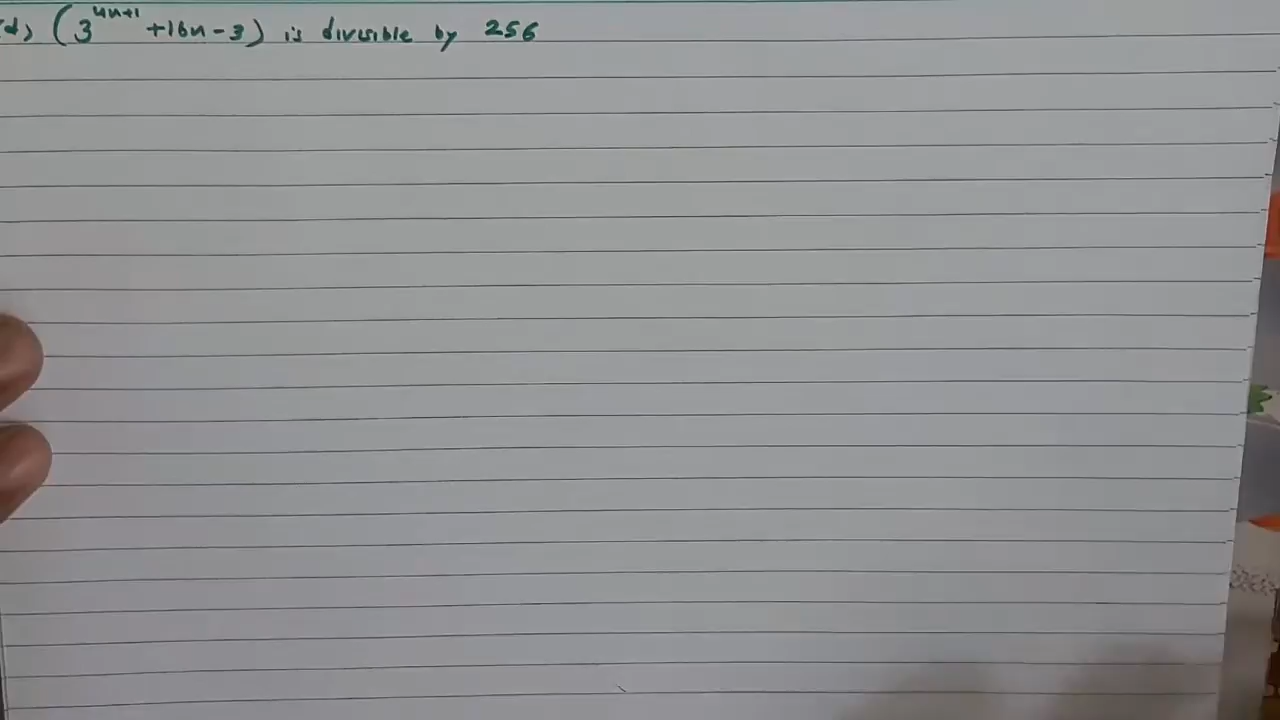 (d) (3^{4n+1} +16n-3) is divisible by 256